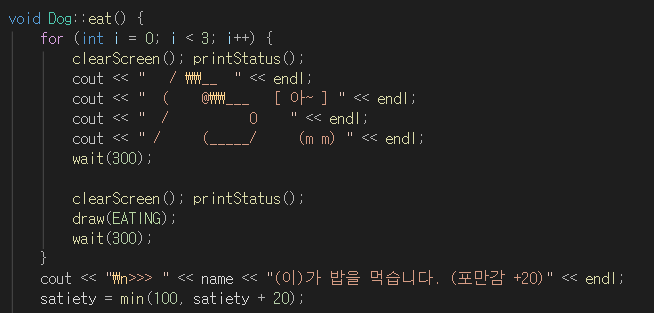 void Dog::eat() {
    for (int i = 0; i < 3; i++) {
        clearScreen(); printStatus();
        cout << "   / ₩₩__  " << endl;
        cout << "  (    @₩₩___   [ 아~ ] " << endl;
        cout << "  /          O    " << endl;
        cout << " /     (_____/     (m m) " << endl;
        wait(300);
        clearScreen(); printStatus();
        draw(EATING);
        wait(300);
    }
    cout << "₩n>>> " << name << "(이)가 밥을 먹습니다. (포만감 +20)" << endl;
    satiety = min(100, satiety + 20);